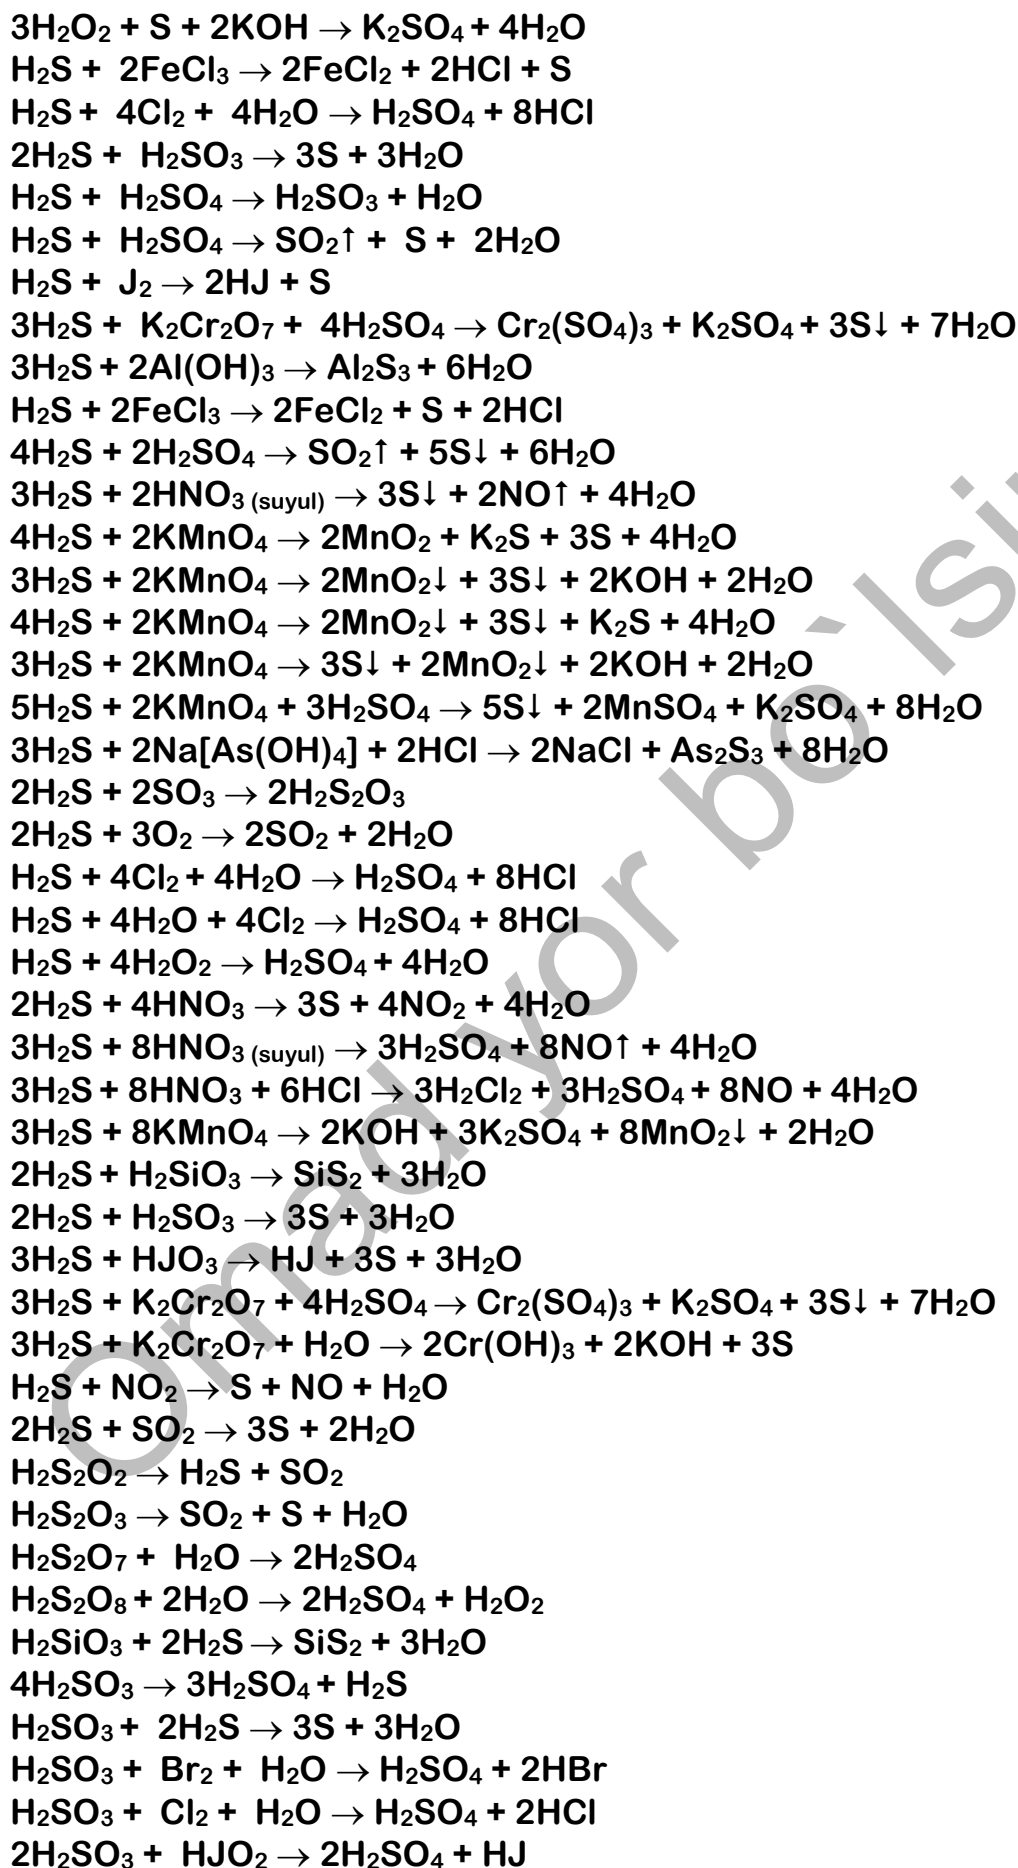 3H₂O₂ + S + 2KOH → K₂SO₄ + 4H₂O
H₂S + 2FeCl₃ → 2FeCl₂ + 2HCl + S
H₂S + 4Cl₂ + 4H₂O → H₂SO₄ + 8HCl
2H₂S + H₂SO₃ → 3S + 3H₂O
H₂S + H₂SO₄ → H₂SO₃ + H₂O
H₂S + H₂SO₄ → SO₂↑ + S + 2H₂O
H₂S + J₂ → 2HJ + S
3H₂S + K₂Cr₂O₇ + 4H₂SO₄ → Cr₂(SO₄)₃ + K₂SO₄ + 3S↓ + 7H₂O
3H₂S + 2Al(OH)₃ → Al₂S₃ + 6H₂O
H₂S + 2FeCl₃ → 2FeCl₂ + S + 2HCl
4H₂S + 2H₂SO₄ → SO₂↑ + 5S↓ + 6H₂O
3H₂S + 2HNO₃ (suyul) → 3S↓ + 2NO↑ + 4H₂O
4H₂S + 2KMnO₄ → 2MnO₂ + K₂S + 3S + 4H₂O
3H₂S + 2KMnO₄ → 2MnO₂↓ + 3S↓ + 2KOH + 2H₂O
4H₂S + 2KMnO₄ → 2MnO₂↓ + 3S↓ + K₂S + 4H₂O
3H₂S + 2KMnO₄ → 3S↓ + 2MnO₂↓ + 2KOH + 2H₂O
5H₂S + 2KMnO₄ + 3H₂SO₄ → 5S↓ + 2MnSO₄ + K₂SO₄ + 8H₂O
3H₂S + 2Na[As(OH)₄] + 2HCl → 2NaCl + As₂S₃ + 8H₂O
2H₂S + 2SO₃ → 2H₂S₂O₃
2H₂S + 3O₂ → 2SO₂ + 2H₂O
H₂S + 4Cl₂ + 4H₂O → H₂SO₄ + 8HCl
H₂S + 4H₂O + 4Cl₂ → H₂SO₄ + 8HCl
H₂S + 4H₂O₂ → H₂SO₄ + 4H₂O
2H₂S + 4HNO₃ → 3S + 4NO₂ + 4H₂O
3H₂S + 8HNO₃ (suyul) → 3H₂SO₄ + 8NO↑ + 4H₂O
3H₂S + 8HNO₃ + 6HCl → 3H₂Cl₂ + 3H₂SO₄ + 8NO + 4H₂O
3H₂S + 8KMnO₄ → 2KOH + 3K₂SO₄ + 8MnO₂↓ + 2H₂O
2H₂S + H₂SiO₃ → SiS₂ + 3H₂O
2H₂S + H₂SO₃ → 3S + 3H₂O
3H₂S + HJO₃ → HJ + 3S + 3H₂O
3H₂S + K₂Cr₂O₇ + 4H₂SO₄ → Cr₂(SO₄)₃ + K₂SO₄ + 3S↓ + 7H₂O
3H₂S + K₂Cr₂O₇ + H₂O → 2Cr(OH)₃ + 2KOH + 3S
H₂S + NO₂ → S + NO + H₂O
2H₂S + SO₂ → 3S + 2H₂O
H₂S₂O₂ → H₂S + SO₂
H₂S₂O₃ → SO₂ + S + H₂O
H₂S₂O₇ + H₂O → 2H₂SO₄
H₂S₂O₈ + 2H₂O → 2H₂SO₄ + H₂O₂
H₂SiO₃ + 2H₂S → SiS₂ + 3H₂O
4H₂SO₃ → 3H₂SO₄ + H₂S
H₂SO₃ + 2H₂S → 3S + 3H₂O
H₂SO₃ + Br₂ + H₂O → H₂SO₄ + 2HBr
H₂SO₃ + Cl₂ + H₂O → H₂SO₄ + 2HCl
2H₂SO₃ + HJO₂ → 2H₂SO₄ + HJ
Omad yor